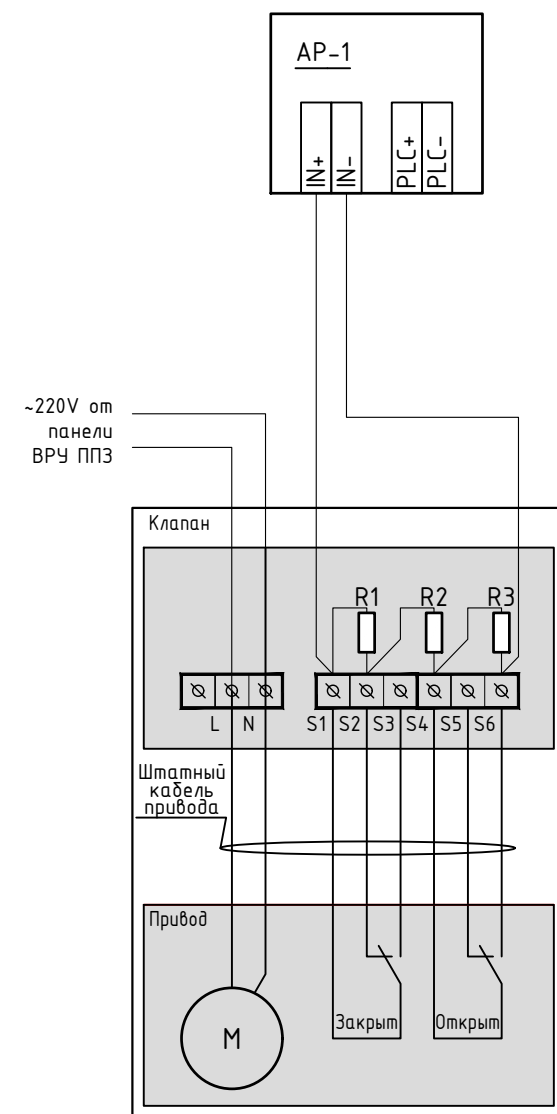 AP-1
IN+
IN-
PLC+
PLC-
~220V от
панели
ВРУ ППЗ
Клапан
R1 R2 R3
L N S1 S2 S3 S4 S5 S6
Штатный
кабель
привода
Привод
M
Закрыт Открыт